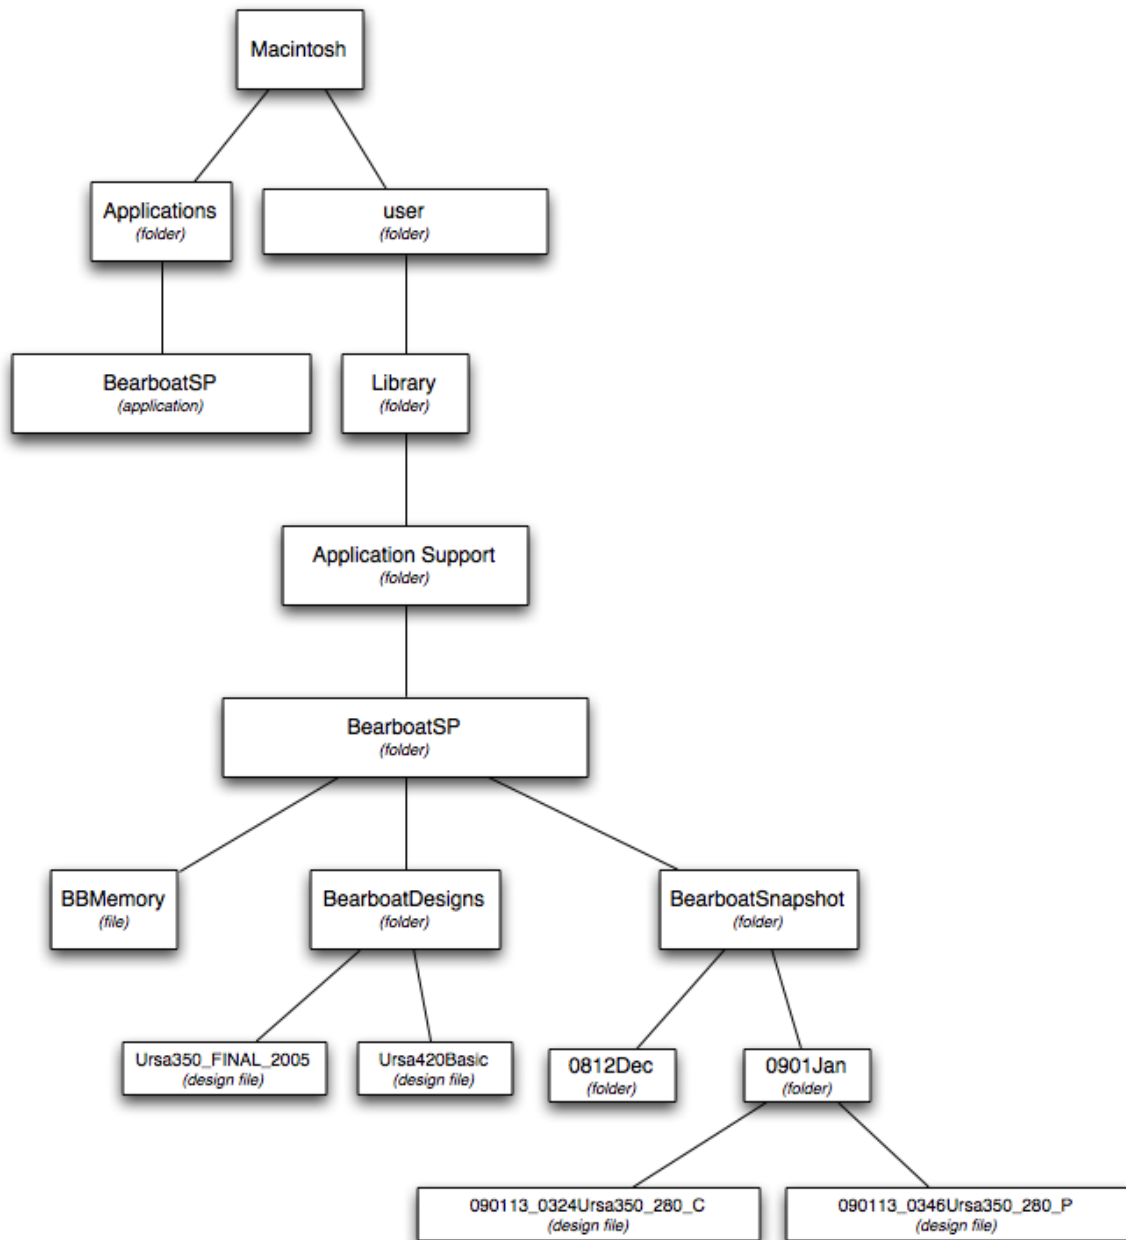 Macintosh
Applications
(folder)
user
(folder)
BearboatSP
(application)
Library
(folder)
Application Support
(folder)
BearboatSP
(folder)
BBMemory
(file)
BearboatDesigns
(folder)
BearboatSnapshot
(folder)
Ursa350_FINAL_2005
(design file)
Ursa420Basic
(design file)
0812Dec
(folder)
0901Jan
(folder)
090113_0324Ursa350_280_C
(design file)
090113_0346Ursa350_280_P
(design file)